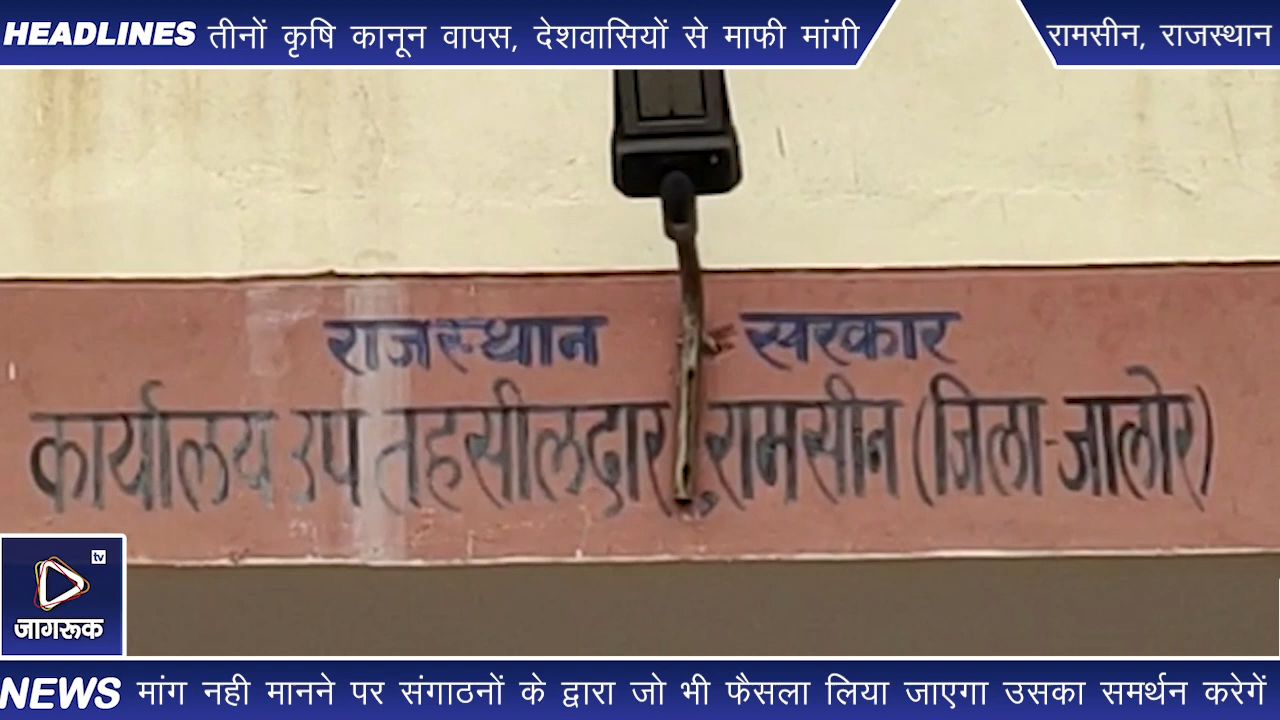 HEADLINES तीनों कृषि कानून वापस, देशवासियों से माफी मांगी
रामसीन, राजस्थान
राजस्थान सरकार
कार्यालय उप तहसीलदार, रामसीन (जिला-जालोर)
tv
जागरूक
NEWS मांग नही मानने पर संगाठनों के द्वारा जो भी फैसला लिया जाएगा उसका समर्थन करेगें